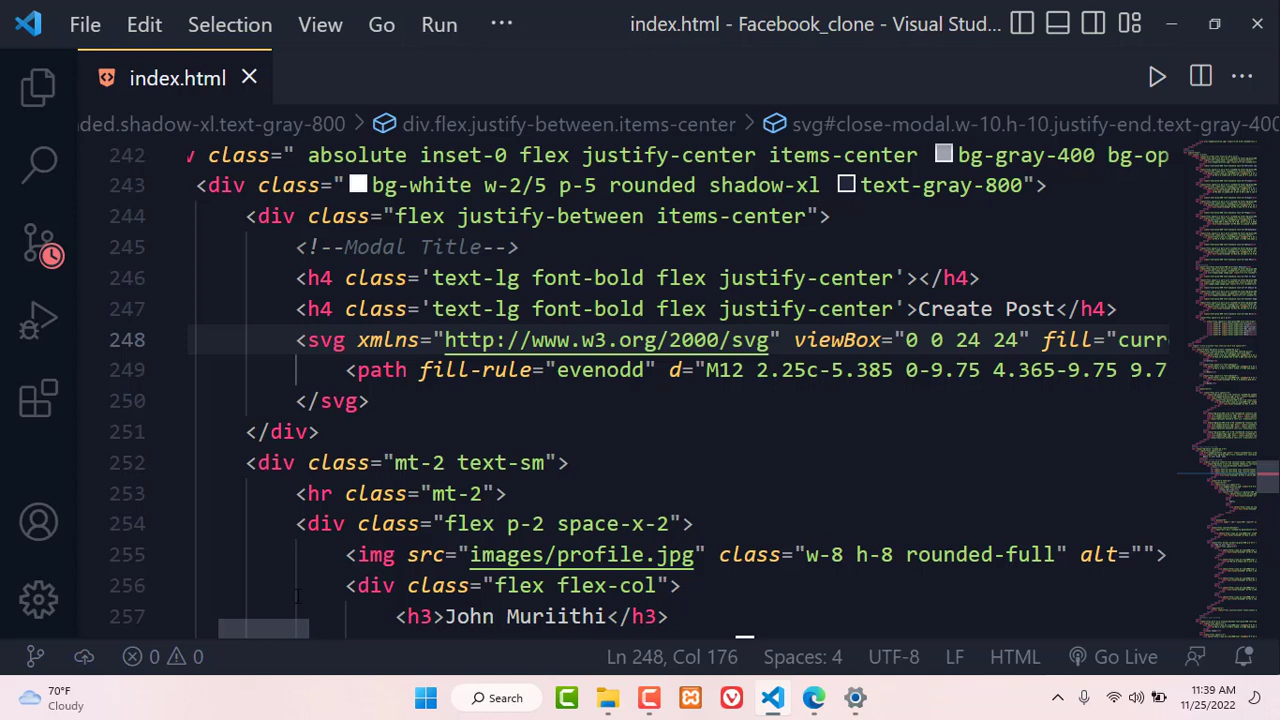 File Edit Selection View Go Run ··· index.html - Facebook_clone - Visual Stud...
index.html
ded.shadow-xl.text-gray-800 > div.flex.justify-between.items-center > svg#close-modal.w-10.h-10.justify-end.text-gray-400
242 v class=" absolute inset-0 flex justify-center items-center bg-gray-400 bg-op
243 <div class=" bg-white w-2/5 p-5 rounded shadow-xl text-gray-800">
244 <div class="flex justify-between items-center">
245 <!--Modal Title-->
246 <h4 class='text-lg font-bold flex justify-center'></h4>
247 <h4 class='text-lg font-bold flex justify-center'>Create Post</h4>
248 <svg xmlns="http://www.w3.org/2000/svg" viewBox="0 0 24 24" fill="curr
249 <path fill-rule="evenodd" d="M12 2.25c-5.385 0-9.75 4.365-9.75 9.7
250 </svg>
251 </div>
252 <div class="mt-2 text-sm">
253 <hr class="mt-2">
254 <div class="flex p-2 space-x-2">
255 <img src="images/profile.jpg" class="w-8 h-8 rounded-full" alt="">
256 <div class="flex flex-col">
257 <h3>John Muriithi</h3>
0 0 Ln 248, Col 176 Spaces: 4 UTF-8 LF HTML Go Live
70°F
Cloudy
Search
11:39 AM
11/25/2022